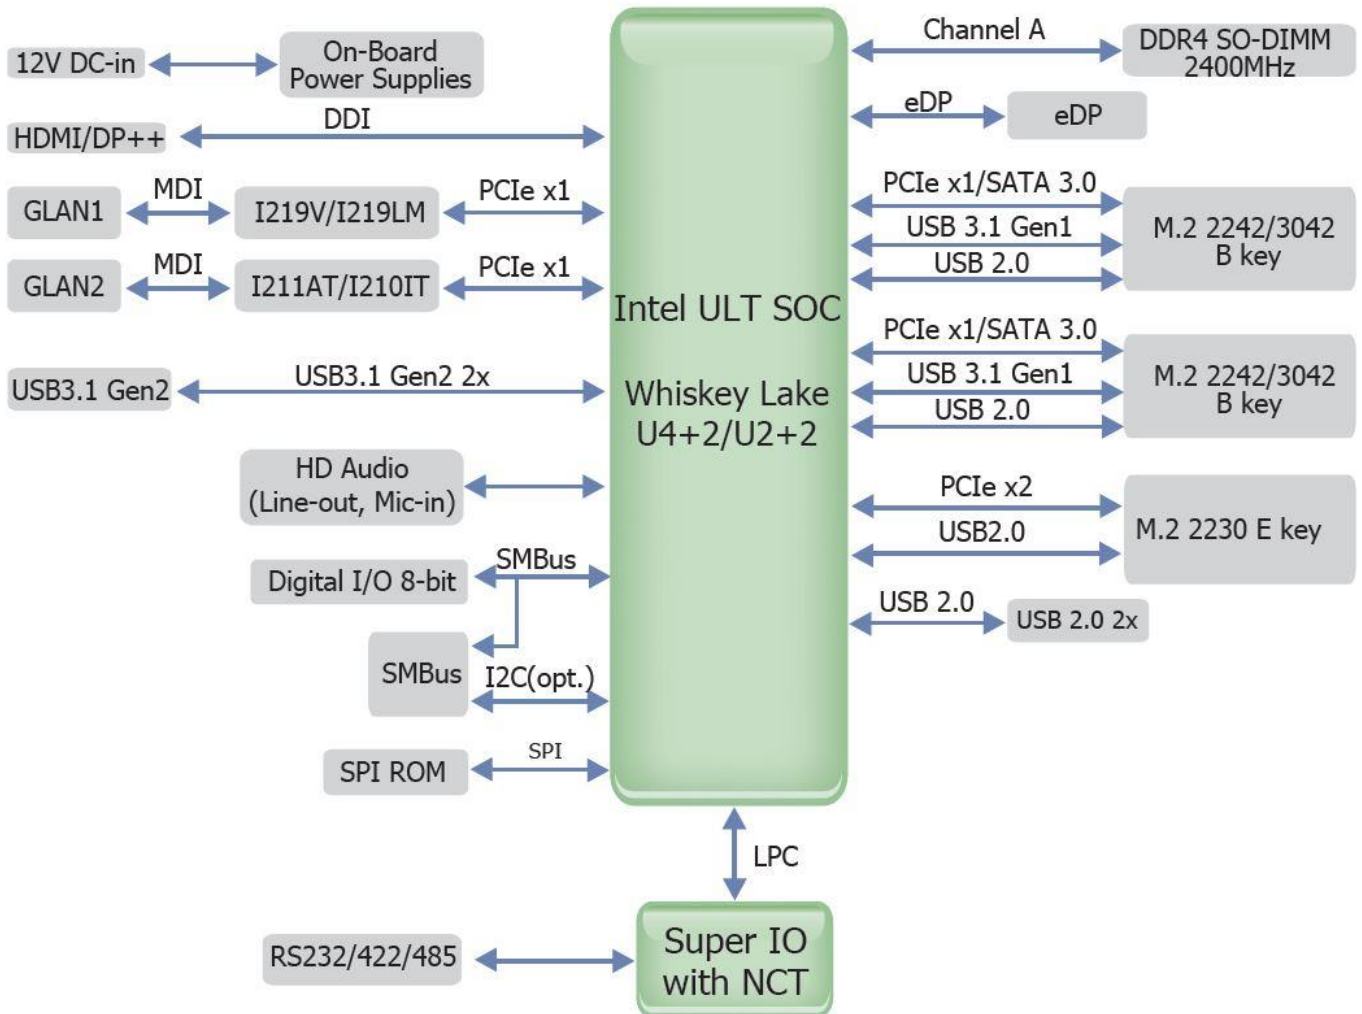 12V DC-in
On-Board
Power Supplies
HDMI/DP++
DDI
GLAN1
MDI
I219V/I219LM
PCIe x1
GLAN2
MDI
I211AT/I210IT
PCIe x1
USB3.1 Gen2
USB3.1 Gen2 2x
HD Audio
(Line-out, Mic-in)
Digital I/O 8-bit
SMBus
SMBus
I2C(opt.)
SPI ROM
SPI
Intel ULT SOC
Whiskey Lake
U4+2/U2+2
Channel A
DDR4 SO-DIMM
2400MHz
eDP
eDP
PCIe x1/SATA 3.0
USB 3.1 Gen1
USB 2.0
M.2 2242/3042
B key
PCIe x1/SATA 3.0
USB 3.1 Gen1
USB 2.0
M.2 2242/3042
B key
PCIe x2
USB2.0
M.2 2230 E key
USB 2.0
USB 2.0 2x
LPC
RS232/422/485
Super IO
with NCT